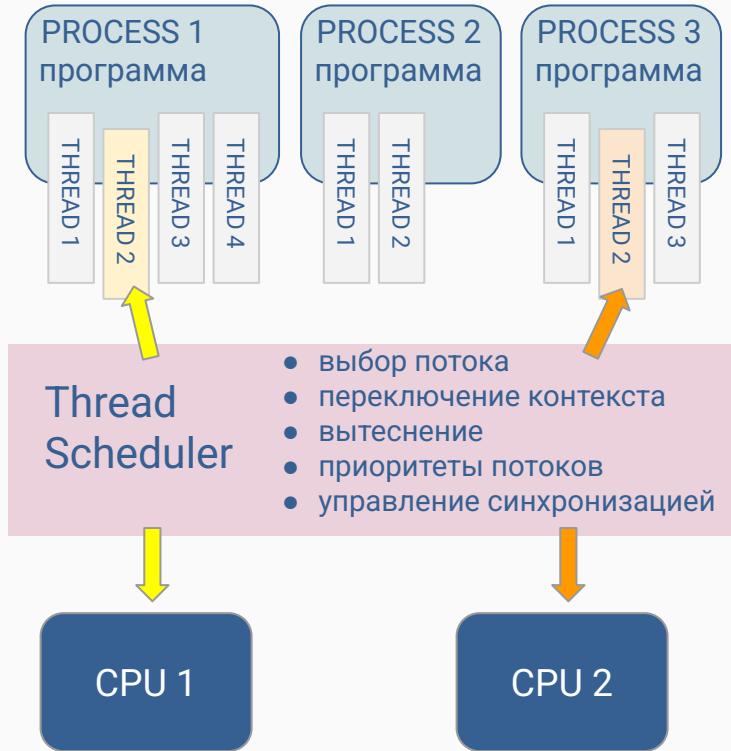 PROCESS 1
программа
THREAD 1
THREAD 2
THREAD 3
THREAD 4
PROCESS 2
программа
THREAD 1
THREAD 2
PROCESS 3
программа
THREAD 1
THREAD 2
THREAD 3
Thread
Scheduler
● выбор потока
● переключение контекста
● вытеснение
● приоритеты потоков
● управление синхронизацией
CPU 1
CPU 2